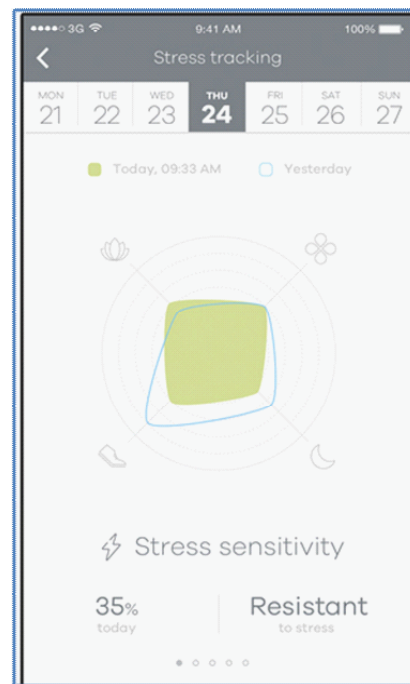 3G 9:41 AM 100%
Stress tracking
MON TUE WED THU FRI SAT SUN
21 22 23 24 25 26 27
Today, 09:33 AM Yesterday
Stress sensitivity
35% Resistant
today to stress